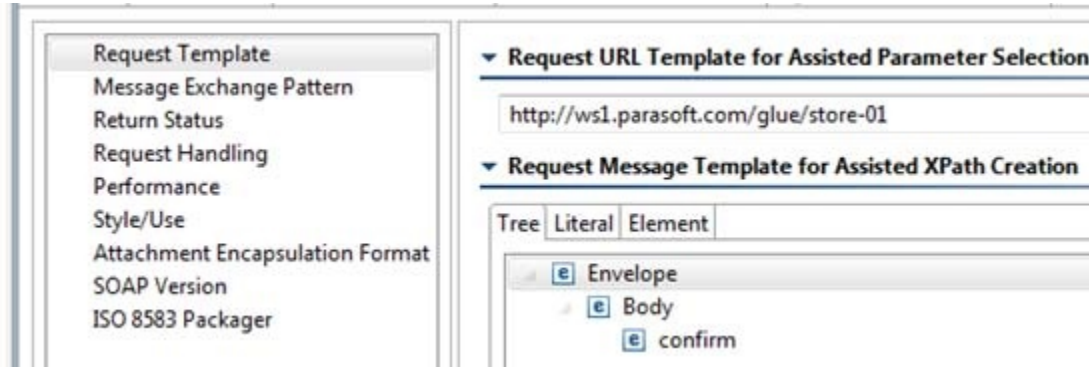 Request Template
Message Exchange Pattern
Return Status
Request Handling
Performance
Style/Use
Attachment Encapsulation Format
SOAP Version
ISO 8583 Packager
Request URL Template for Assisted Parameter Selection
http://ws1.parasoft.com/glue/store-01
Request Message Template for Assisted XPath Creation
Tree Literal Element
e Envelope
e Body
e confirm